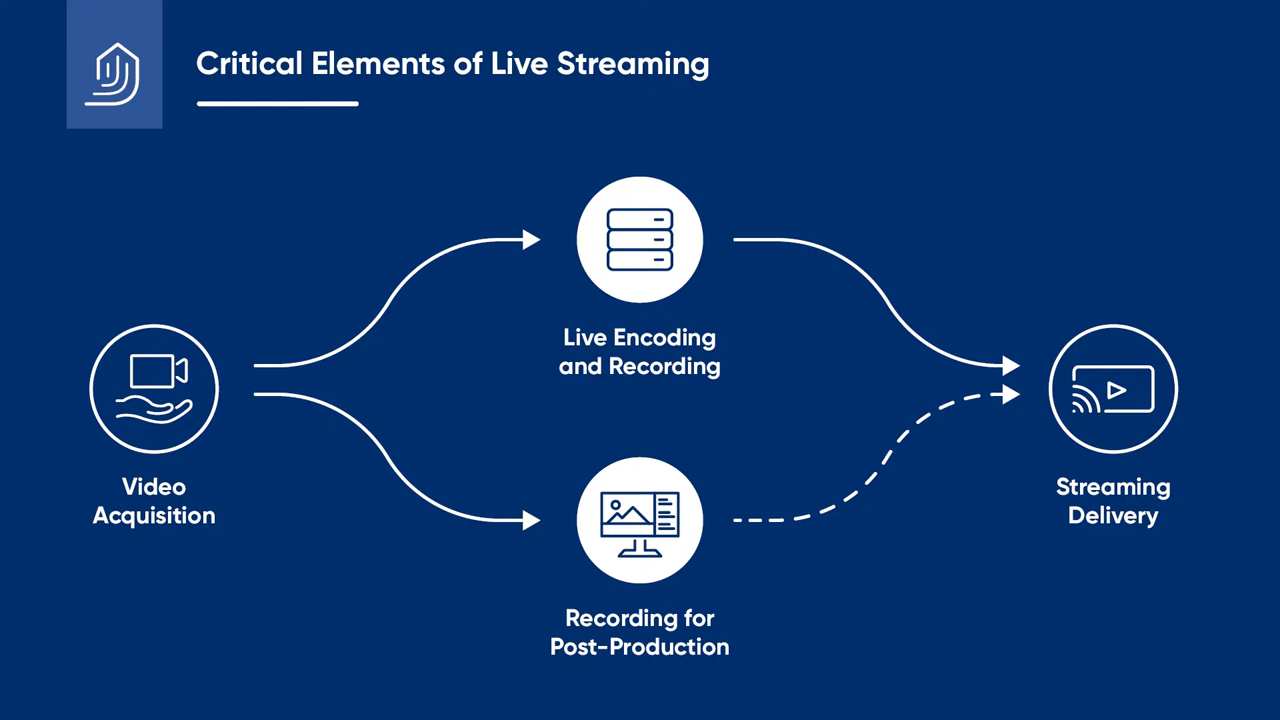 Critical Elements of Live Streaming
Live Encoding
and Recording
Video
Acquisition
Streaming
Delivery
Recording for
Post-Production